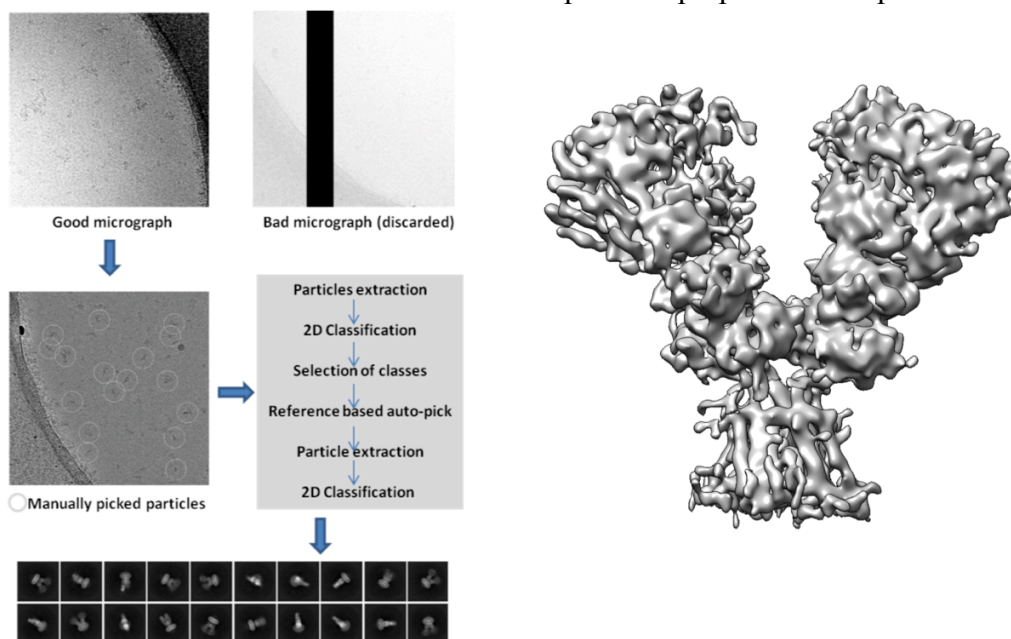 Good micrograph
Bad micrograph (discarded)
Particles extraction
2D Classification
Selection of classes
Reference based auto-pick
Particle extraction
2D Classification
Manually picked particles